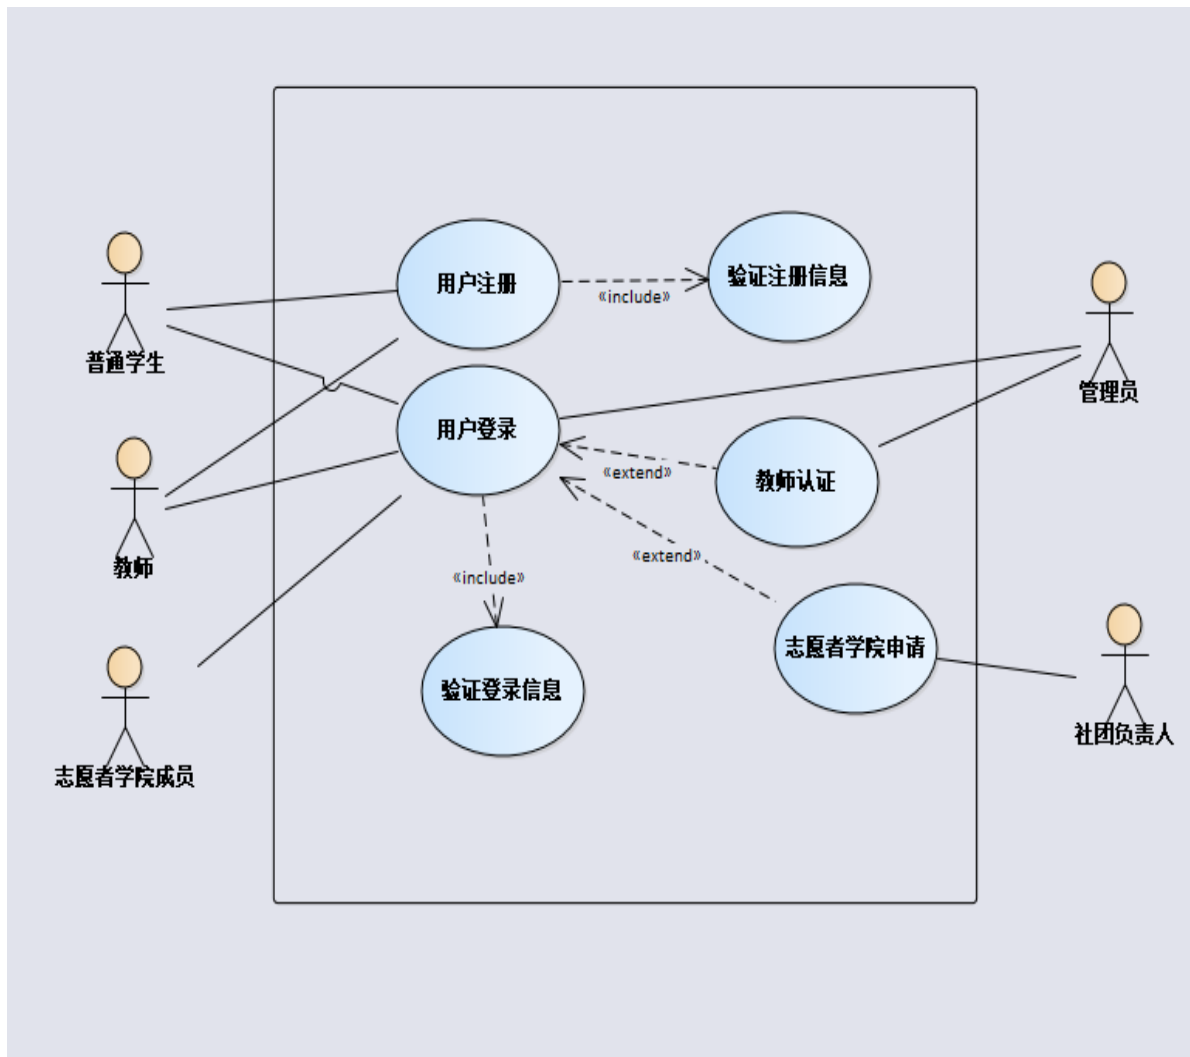 用户注册
验证注册信息
«include»
普通学生
管理员
用户登录
«extend»
教师认证
教师
«extend»
«include»
志愿者学院申请
验证登录信息
社团负责人
志愿者学院成员